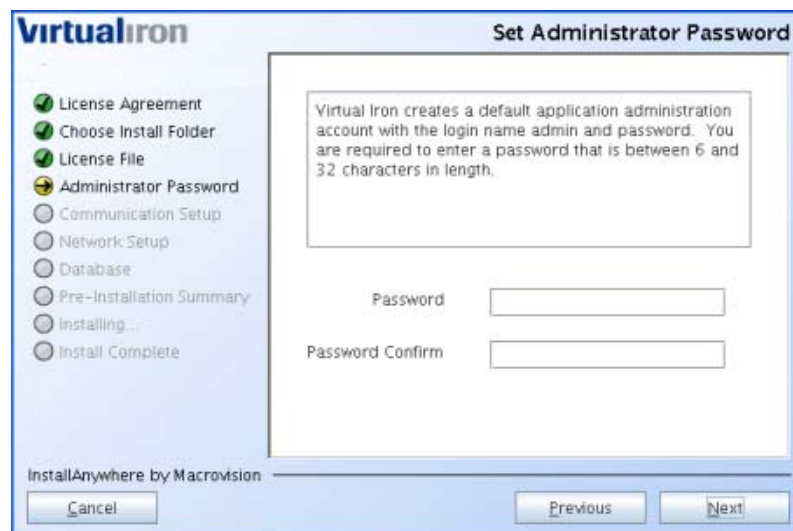 Virtualiron
Set Administrator Password
License Agreement
Choose Install Folder
License File
Administrator Password
Communication Setup
Network Setup
Database
Pre-Installation Summary
Installing...
Install Complete
Virtual Iron creates a default application administration
account with the login name admin and password. You
are required to enter a password that is between 6 and
32 characters in length.
Password
Password Confirm
InstallAnywhere by Macrovision
Cancel
Previous
Next